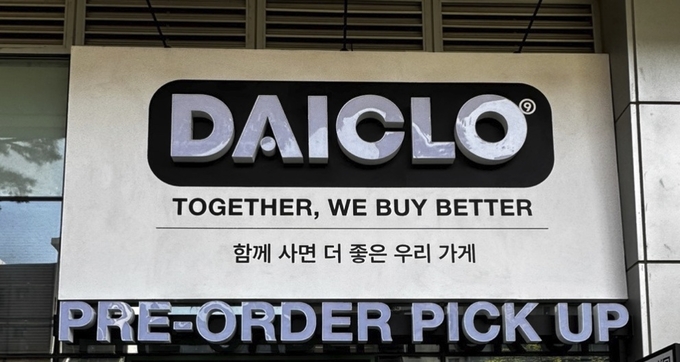 DAICLO⑨
TOGETHER, WE BUY BETTER
함께 사면 더 좋은 우리 가게
PRE-ORDER PICK UP